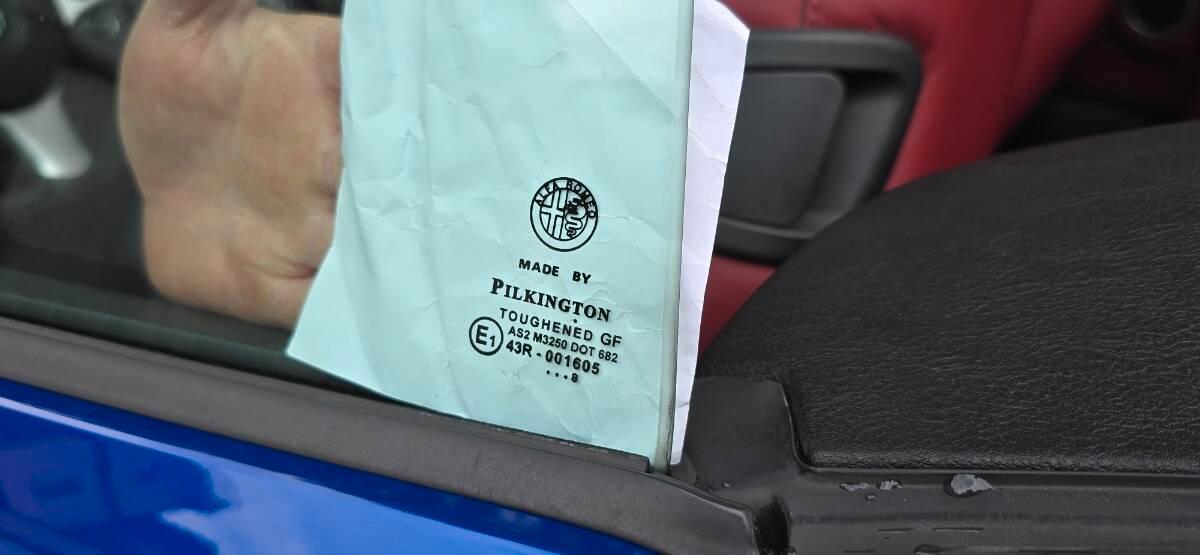 ALFA ROMEO
MADE BY
PILKINGTON
TOUGHENED GF
AS2 M3250 DOT 682
E1
43R - 001605
...8